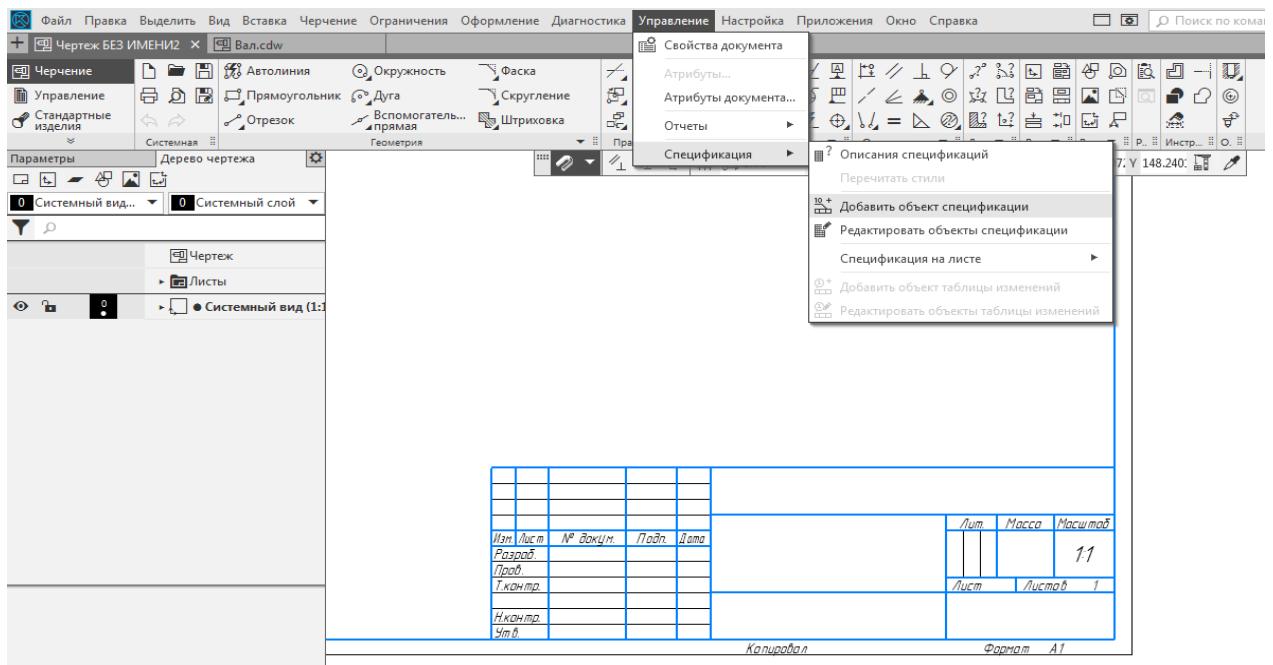 Файл Правка Выделить Вид Вставка Черчение Ограничения Оформление Диагностика Управление Настройка Приложения Окно Справка
Поиск по кома
Чертеж БЕЗ ИМЕНИ2 Вал.cdw
Свойства документа
Черчение Автолиния Окружность Фаска
Атрибуты...
Управление Прямоугольник Дуга Скругление
Атрибуты документа...
Стандартные изделия Отрезок Вспомогатель... прямая Штриховка
Отчеты
Системная Геометрия Пра Р... Инстр... О.
Параметры Дерево чертежа
Спецификация
Описания спецификаций
Y 148.240:
Перечитать стили
0 Системный вид... 0 Системный слой
Добавить объект спецификации
Редактировать объекты спецификации
Чертеж
Спецификация на листе
Листы
Добавить объект таблицы изменений
0 Системный вид (1:1
Редактировать объекты таблицы изменений
Лит. Масса Масштаб
Изм. Лист № докум. Подп. Дата
Разраб.
1:1
Пров.
Т.контр. Лист Листов 1
Н.контр.
Утв.
Копировал Формат А1